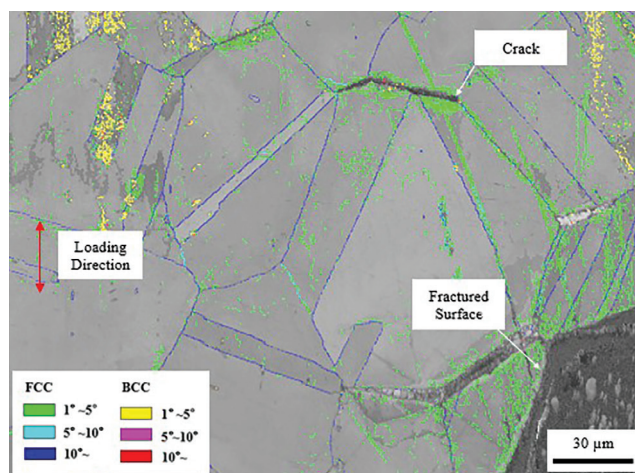 Crack
Loading
Direction
Fractured
Surface
FCC BCC
1° ~5° 1° ~5°
5° ~10° 5°~10°
10°~ 10°~
30 µm